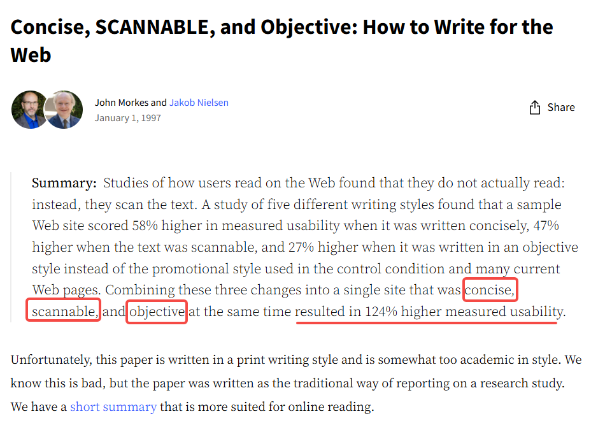 Concise, SCANNABLE, and Objective: How to Write for the
Web
John Morkes and Jakob Nielsen
January 1, 1997
Share
Summary: Studies of how users read on the Web found that they do not actually read:
instead, they scan the text. A study of five different writing styles found that a sample
Web site scored 58% higher in measured usability when it was written concisely, 47%
higher when the text was scannable, and 27% higher when it was written in an objective
style instead of the promotional style used in the control condition and many current
Web pages. Combining these three changes into a single site that was concise,
scannable, and objective at the same time resulted in 124% higher measured usability.
Unfortunately, this paper is written in a print writing style and is somewhat too academic in style. We
know this is bad, but the paper was written as the traditional way of reporting on a research study.
We have a short summary that is more suited for online reading.